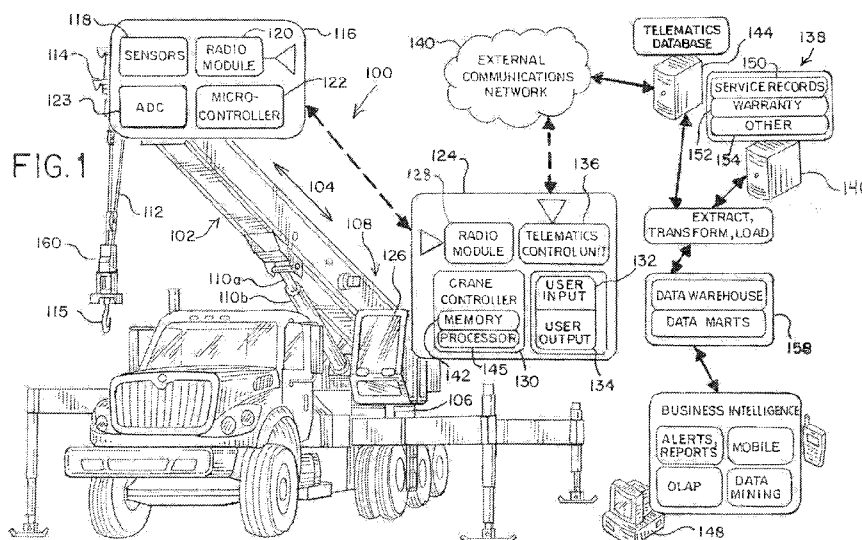 118
SENSORS
RADIO MODULE
120
116
114
123
ADC
MICRO-CONTROLLER
122
100
FIG.1
104
102
112
108
160
110a
110b
126
115
106
140
EXTERNAL
COMMUNICATIONS
NETWORK
TELEMATICS
DATABASE
144
138
150
SERVICE RECORDS
WARRANTY
OTHER
152
154
124
136
128
RADIO
MODULE
TELEMATICS
CONTROL UNIT
132
CRANE
CONTROLLER
MEMORY
PROCESSOR
USER
INPUT
USER
OUTPUT
142
145
130
134
EXTRACT,
TRANSFORM, LOAD
DATA WAREHOUSE
DATA MARTS
158
BUSINESS INTELLIGENCE
ALERTS,
REPORTS
MOBILE
OLAP
DATA
MINING
148